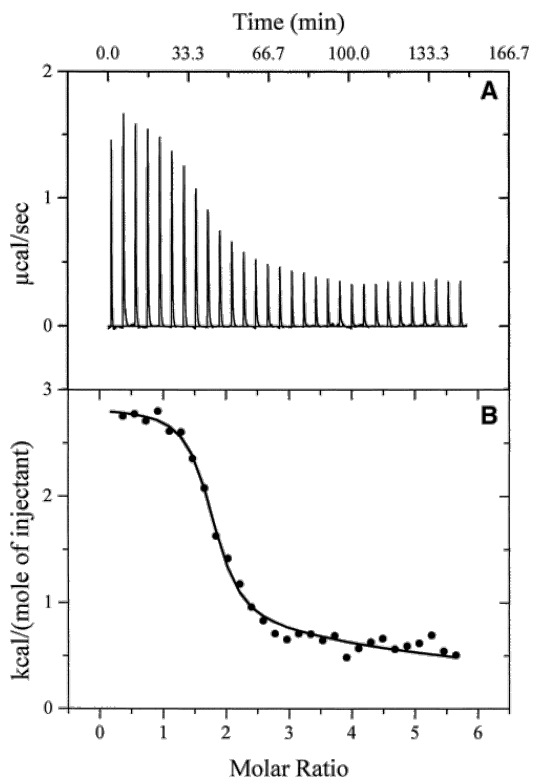 Time (min)
0.0 33.3 66.7 100.0 133.3 166.7
2
A
1
µcal/sec
0
3
B
2
kcal/(mole of injectant)
1
0
0 1 2 3 4 5 6
Molar Ratio